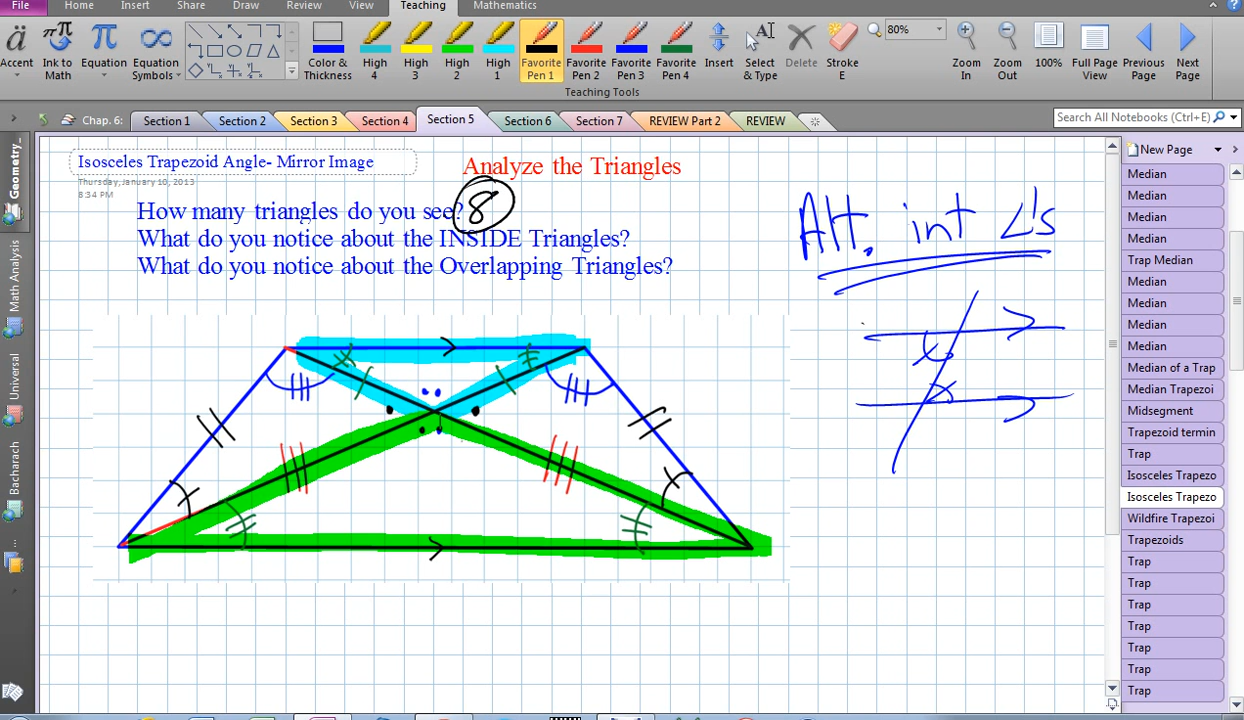 File Home Insert Share Draw Review View Teaching Mathematics
ä π√π π ∞
Accent Ink to Math Equation Equation Symbols Color & Thickness High 4 High 3 High 2 High 1 Favorite Pen 1 Favorite Pen 2 Favorite Pen 3 Favorite Pen 4 Insert Select & Type Delete Stroke E 80% Zoom In Zoom Out 100% Full Page View Previous Page Next Page
Teaching Tools
Chap. 6: Section 1 Section 2 Section 3 Section 4 Section 5 Section 6 Section 7 REVIEW Part 2 REVIEW Search All Notebooks (Ctrl+E)
Geometry_
Math Analysis
Universal
Bacharach
Isosceles Trapezoid Angle- Mirror Image
Thursday, January 10, 2013
8:34 PM
Analyze the Triangles
How many triangles do you see? 8
What do you notice about the INSIDE Triangles?
What do you notice about the Overlapping Triangles?
Alt. int ∠'s
x
x
x
x
New Page
Median
Median
Median
Median
Trap Median
Median
Median
Median
Median
Median of a Trap
Median Trapezoi
Midsegment
Trapezoid termin
Trap
Isosceles Trapezo
Isosceles Trapezo
Wildfire Trapezoi
Trapezoids
Trap
Trap
Trap
Trap
Trap
Trap
Trap